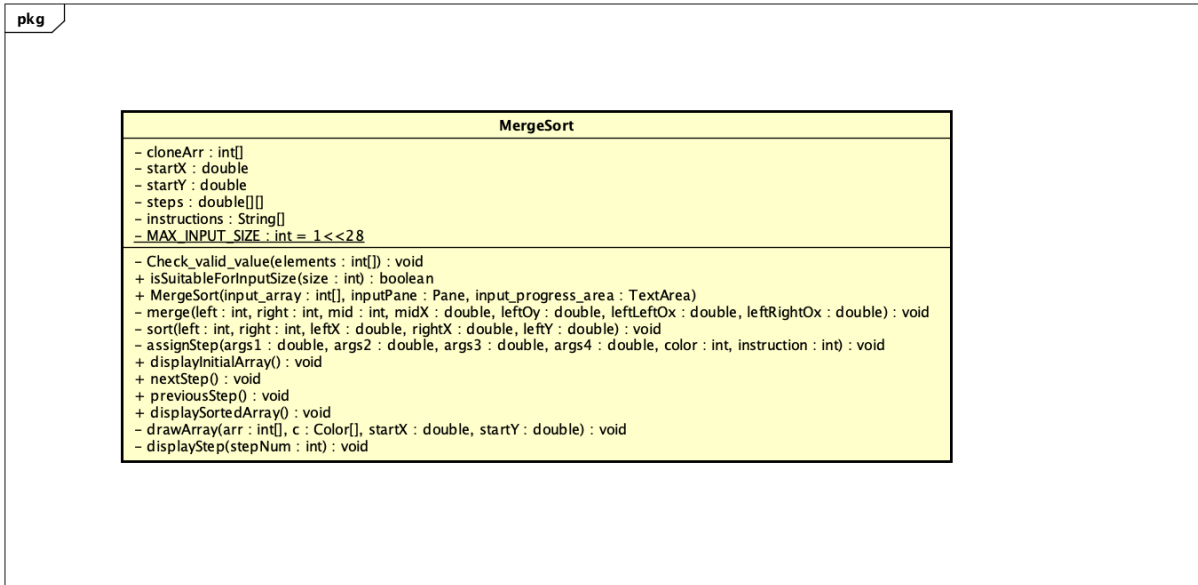 pkg
MergeSort
- cloneArr : int[]
- startX : double
- startY : double
- steps : double[][]
- instructions : String[]
- MAX_INPUT_SIZE : int = 1<<28
- Check_valid_value(elements : int[]) : void
+ isSuitableForInputSize(size : int) : boolean
+ MergeSort(input_array : int[], inputPane : Pane, input_progress_area : TextArea)
- merge(left : int, right : int, mid : int, midX : double, leftOy : double, leftLeftOx : double, leftRightOx : double) : void
- sort(left : int, right : int, leftX : double, rightX : double, leftY : double) : void
- assignStep(args1 : double, args2 : double, args3 : double, args4 : double, color : int, instruction : int) : void
+ displayInitialArray() : void
+ nextStep() : void
+ previousStep() : void
+ displaySortedArray() : void
- drawArray(arr : int[], c : Color[], startX : double, startY : double) : void
- displayStep(stepNum : int) : void